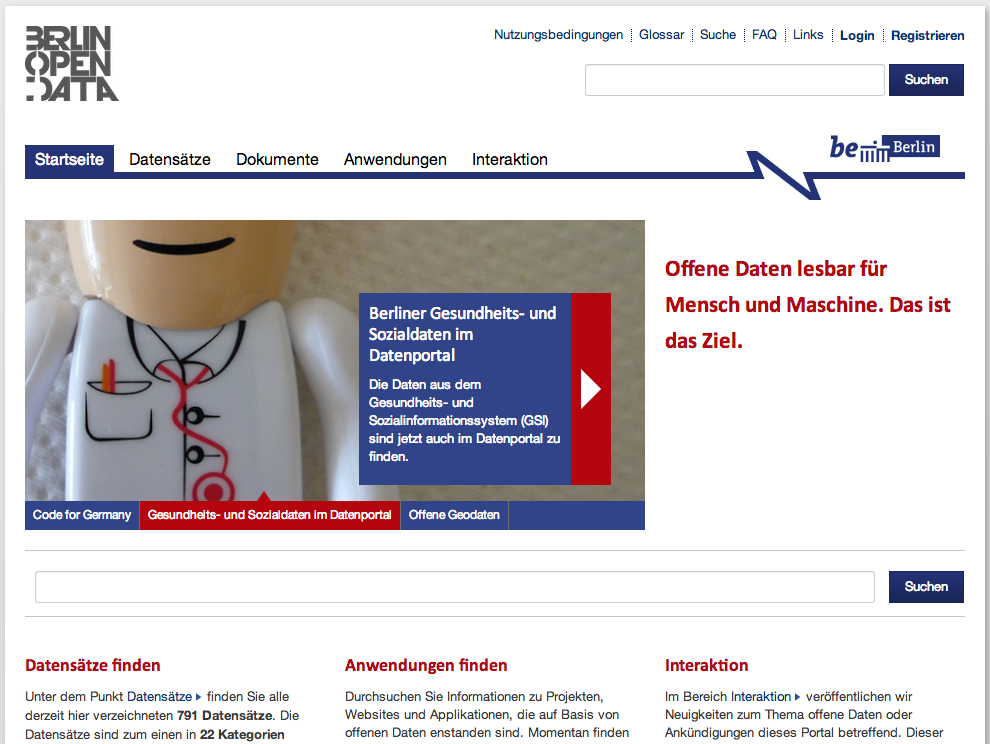 BERLIN
OPEN
DATA
Nutzungsbedingungen Glossar Suche FAQ Links Login Registrieren
Suchen
Startseite Datensätze Dokumente Anwendungen Interaktion
be Berlin
Berliner Gesundheits- und
Sozialdaten im
Datenportal
Die Daten aus dem
Gesundheits- und
Sozialinformationssystem (GSI)
sind jetzt auch im Datenportal zu
finden.
Code for Germany Gesundheits- und Sozialdaten im Datenportal Offene Geodaten
Offene Daten lesbar für
Mensch und Maschine. Das ist
das Ziel.
Suchen
Datensätze finden
Unter dem Punkt Datensätze finden Sie alle
derzeit hier verzeichneten 791 Datensätze. Die
Datensätze sind zum einen in 22 Kategorien
Anwendungen finden
Durchsuchen Sie Informationen zu Projekten,
Websites und Applikationen, die auf Basis von
offenen Daten enstanden sind. Momentan finden
Interaktion
Im Bereich Interaktion veröffentlichen wir
Neuigkeiten zum Thema offene Daten oder
Ankündigungen dieses Portal betreffend. Dieser